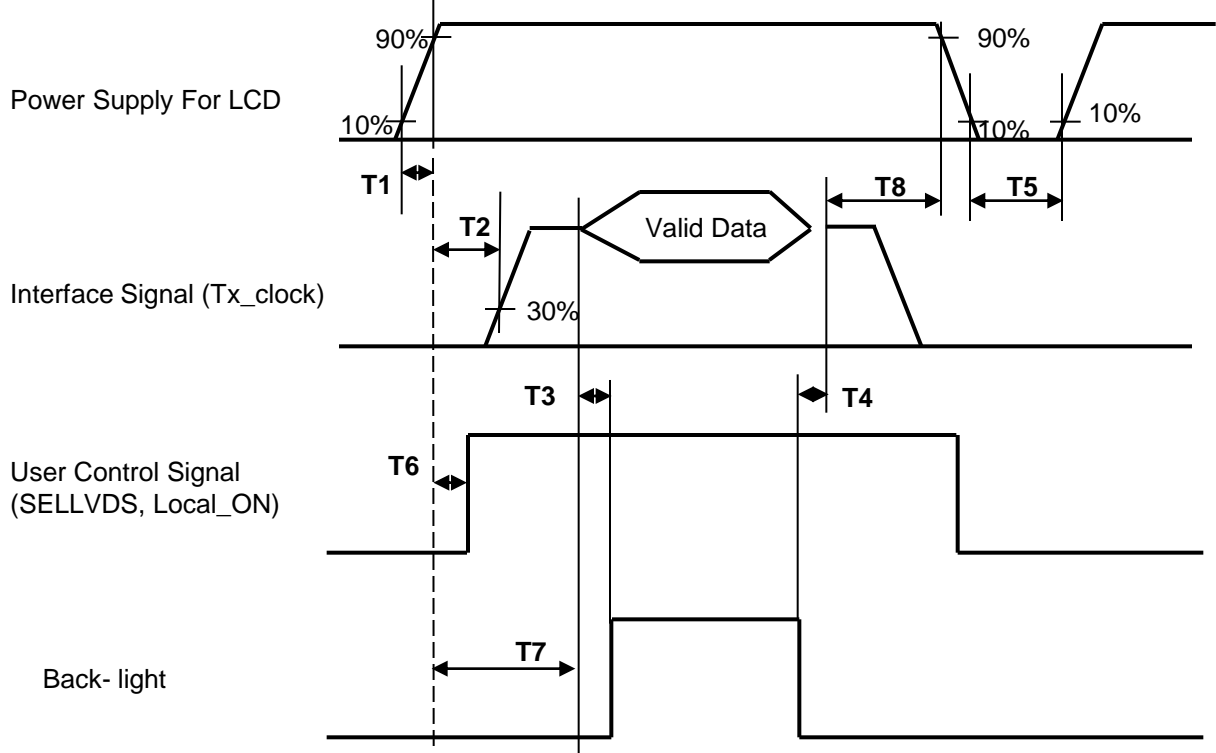 90%
90%
Power Supply For LCD
10%
10%
10%
T1
T8
T5
T2
Valid Data
Interface Signal (Tx_clock)
30%
T3
T4
T6
User Control Signal
(SELLVDS, Local_ON)
T7
Back- light